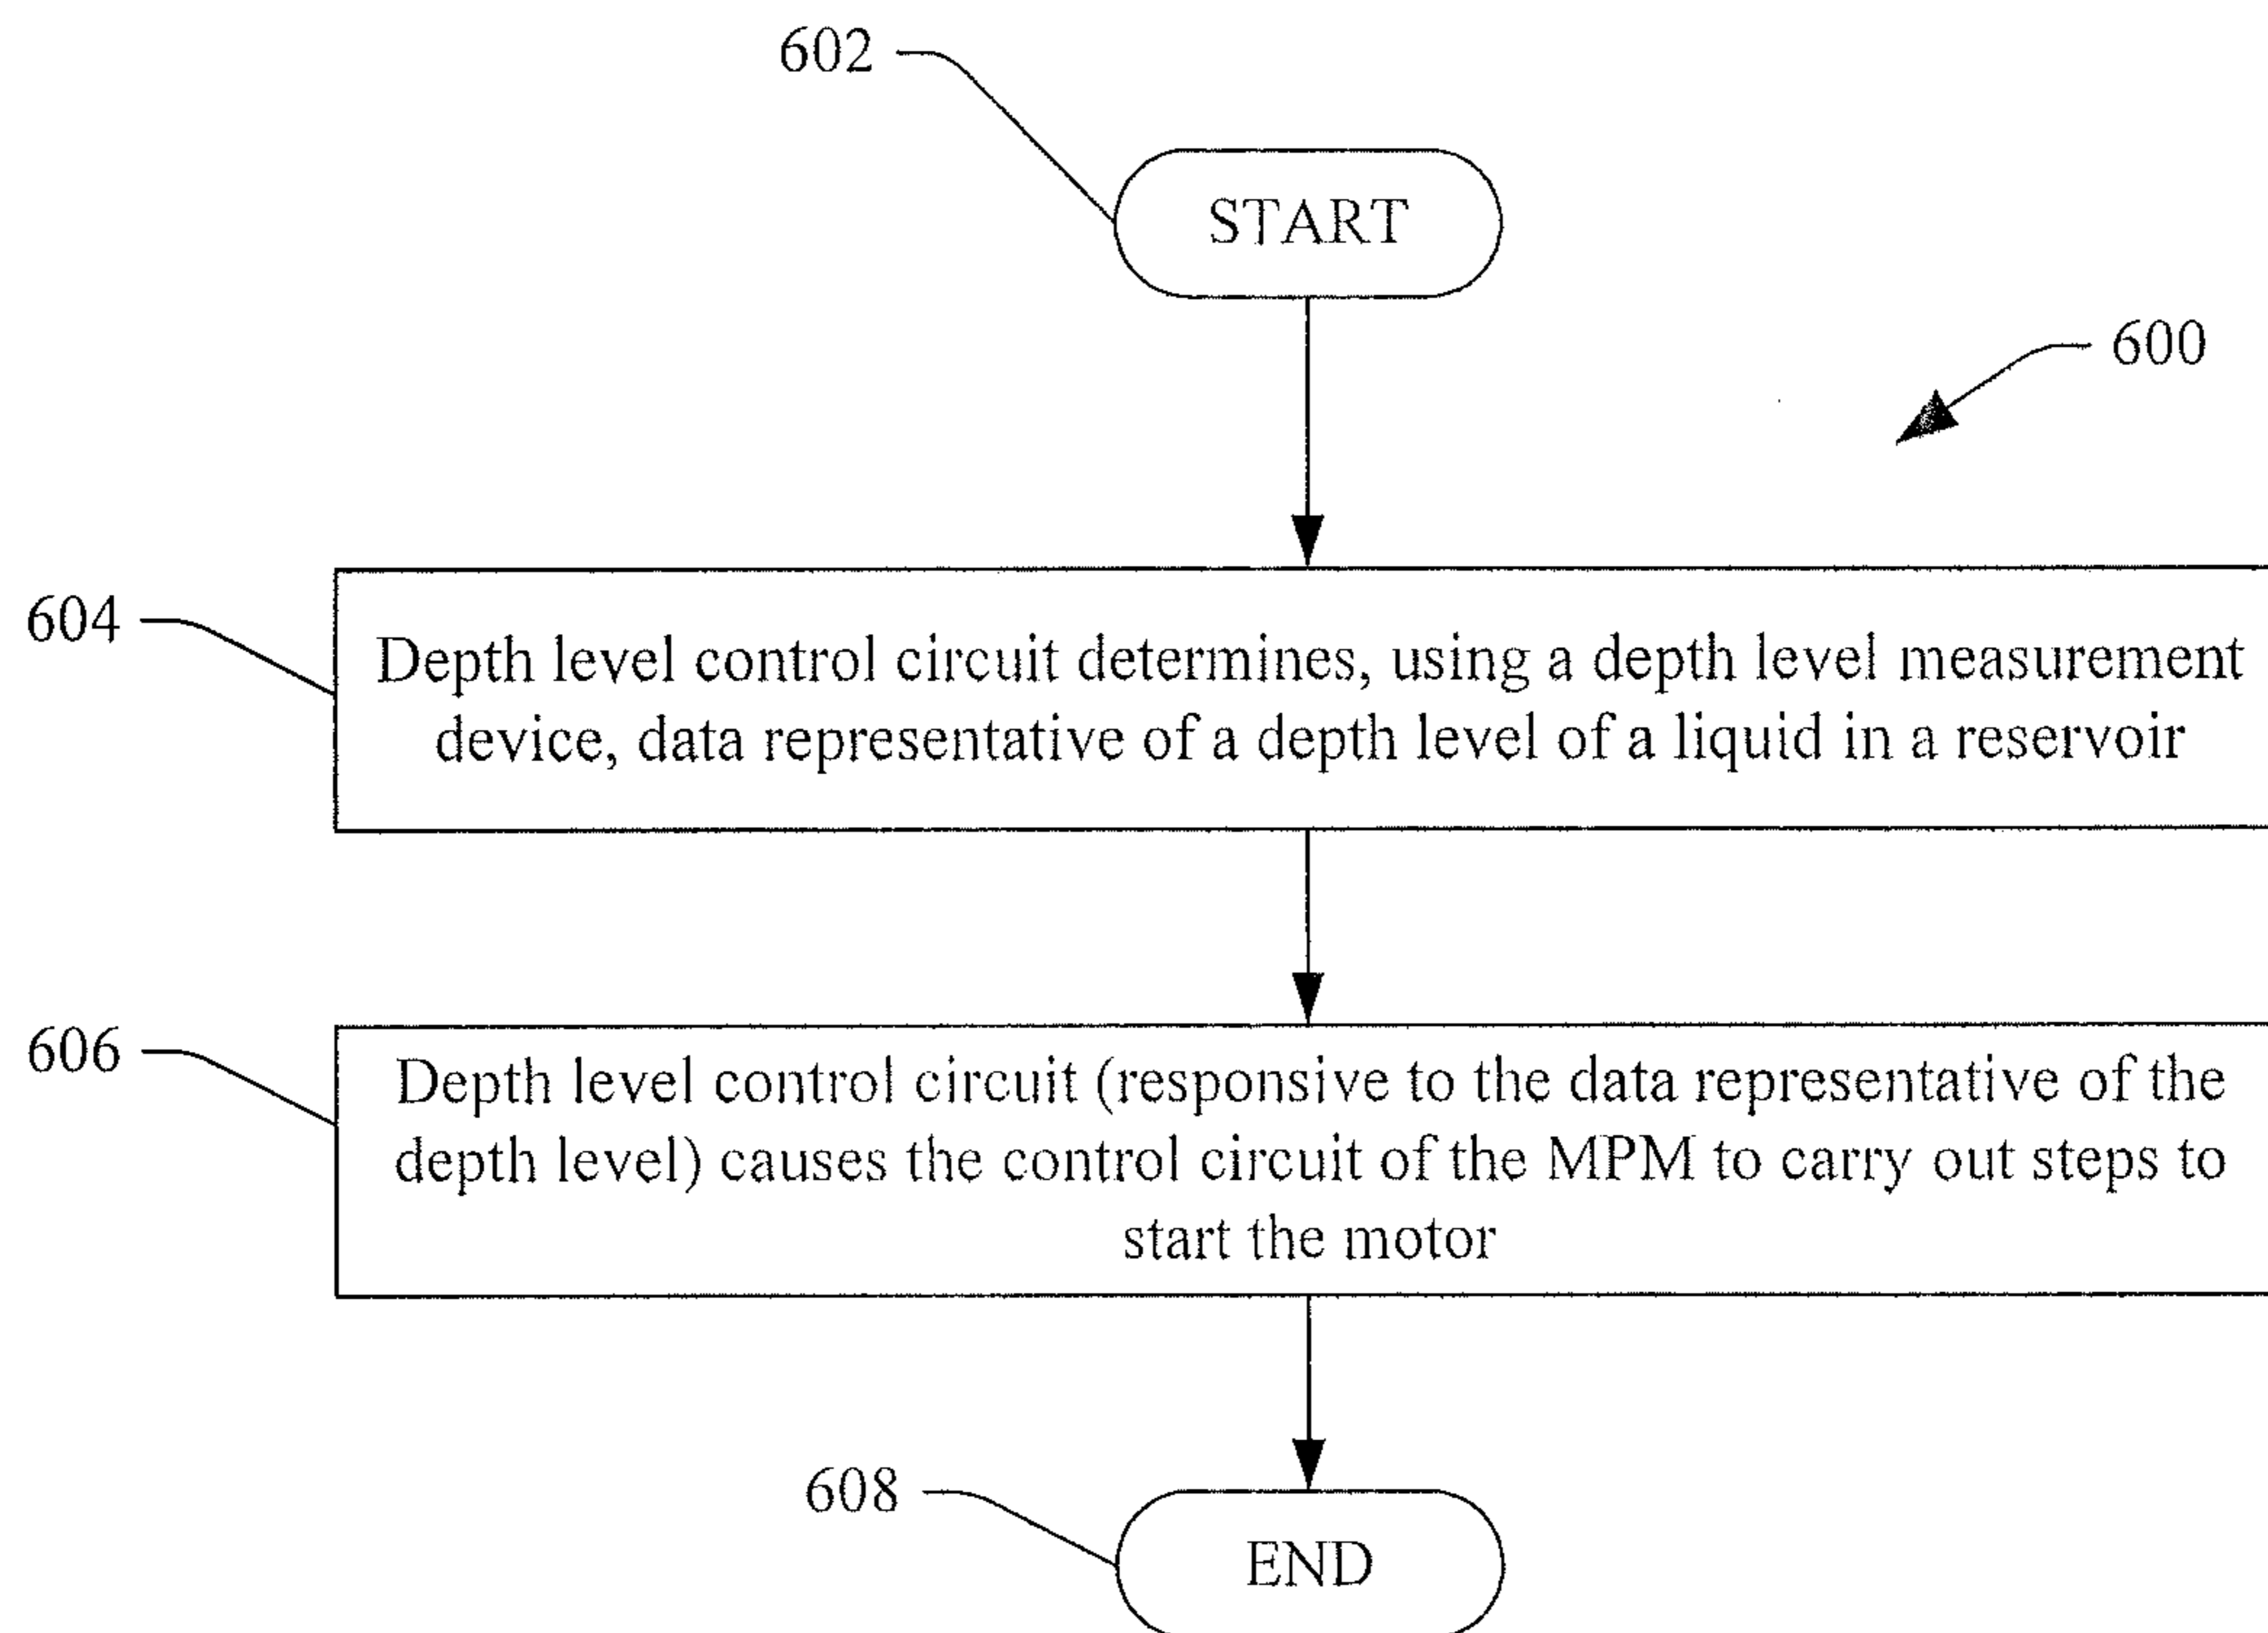 602
START
600
604
Depth level control circuit determines, using a depth level measurement
device, data representative of a depth level of a liquid in a reservoir
606
Depth level control circuit (responsive to the data representative of the
depth level) causes the control circuit of the MPM to carry out steps to
start the motor
608
END